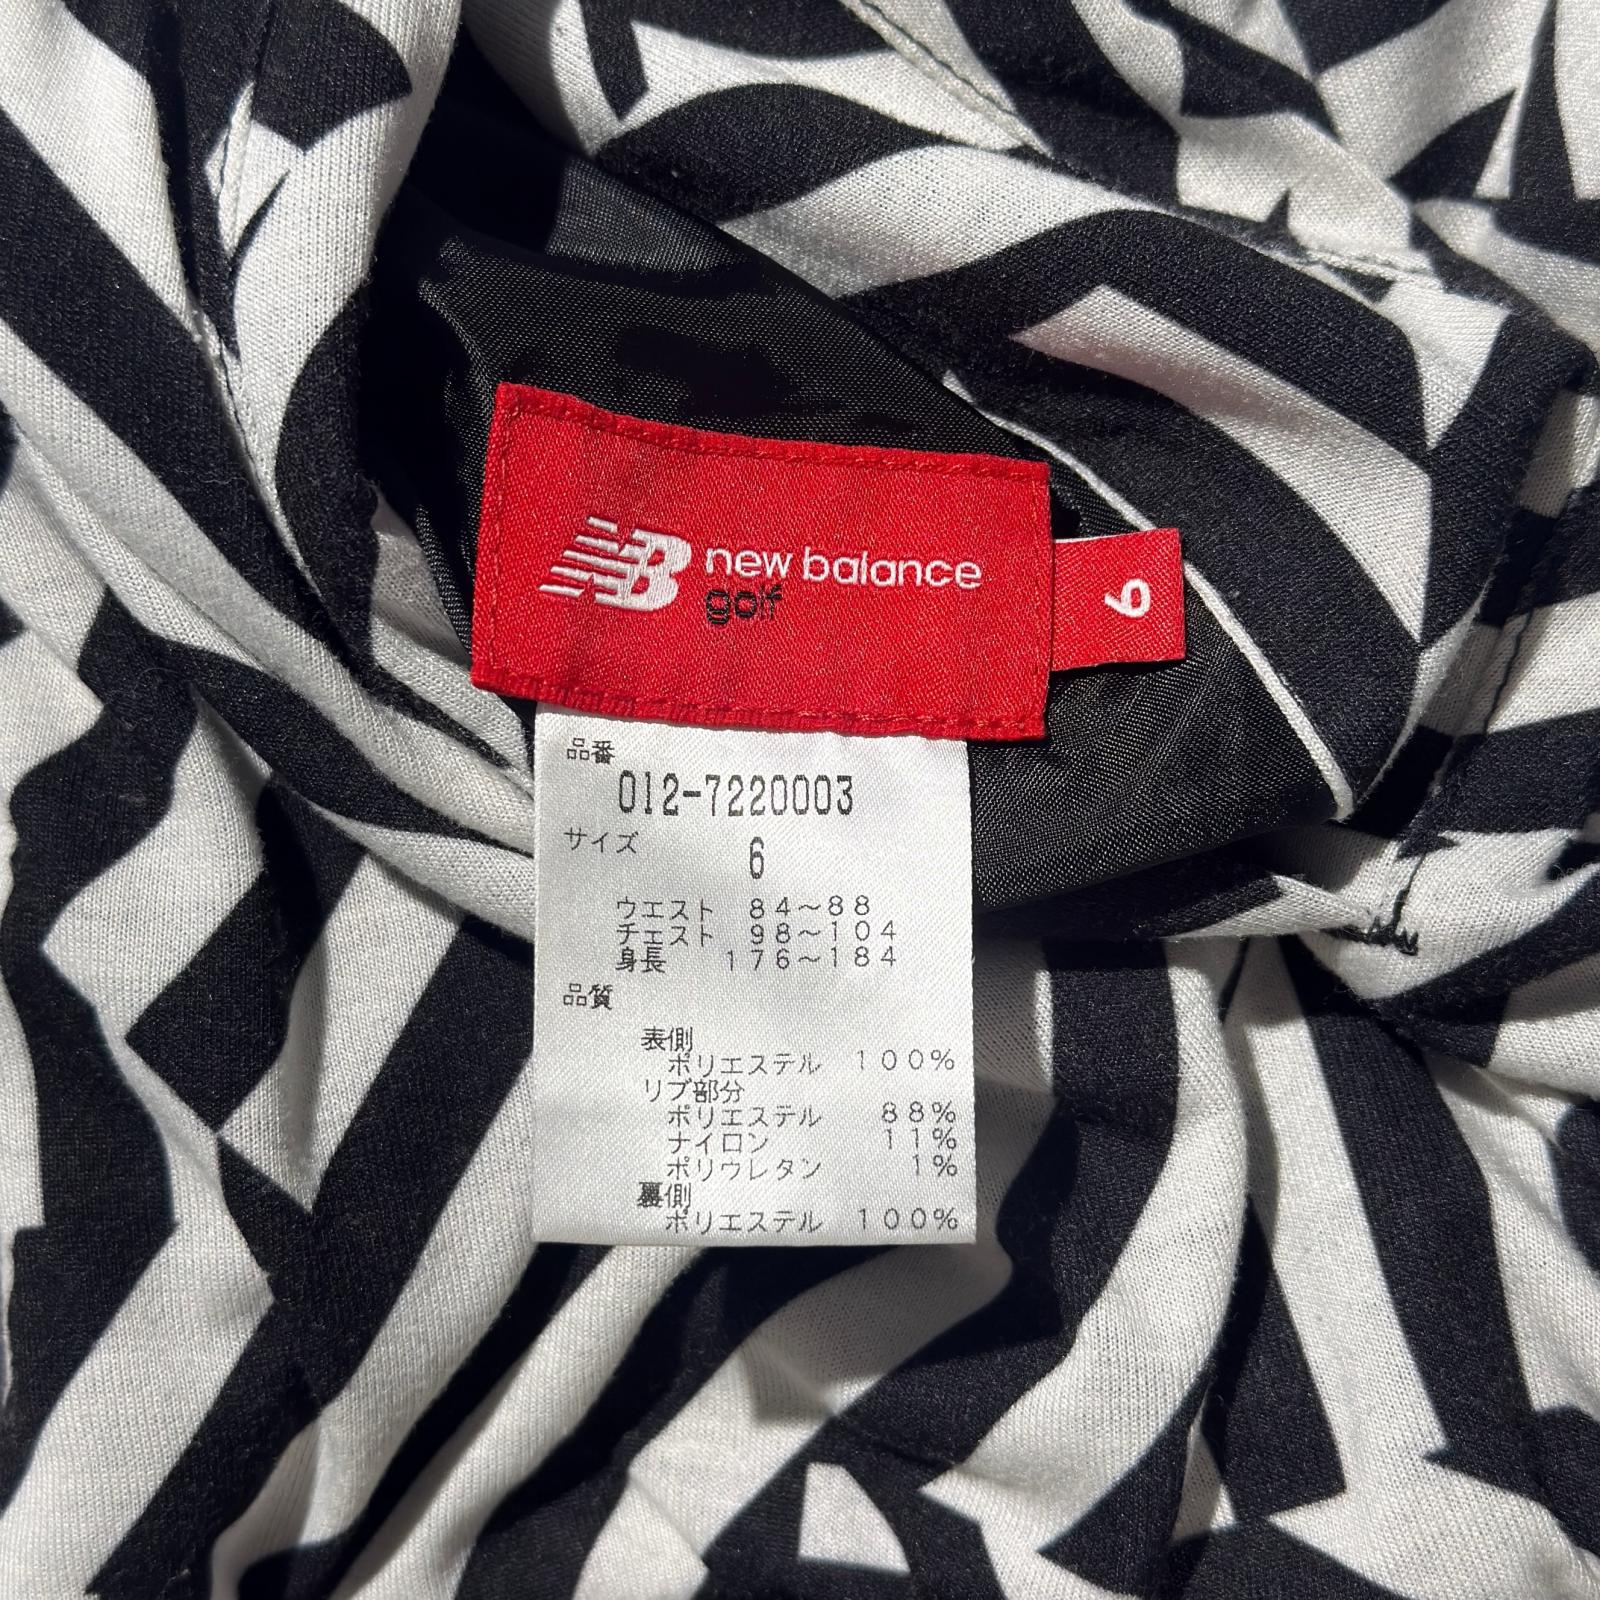 NB new balance
golf
6
品番
012-7220003
サイズ 6
ウエスト 84～88
チェスト 98～104
身長 176～184
品質
表側
ポリエステル 100%
リブ部分
ポリエステル 88%
ナイロン 11%
ポリウレタン 1%
裏側
ポリエステル 100%